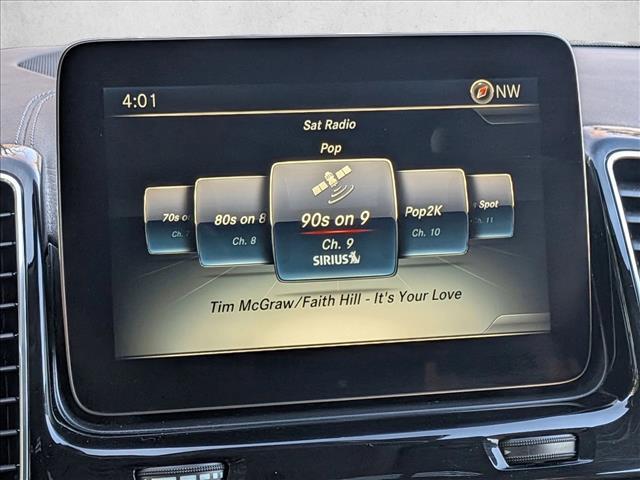 4:01
NW
Sat Radio
Pop
70s on
Ch. 7
80s on 8
Ch. 8
90s on 9
Ch. 9
SIRIUS
Pop2K
Ch. 10
Spot
Ch. 11
Tim McGraw/Faith Hill - It's Your Love